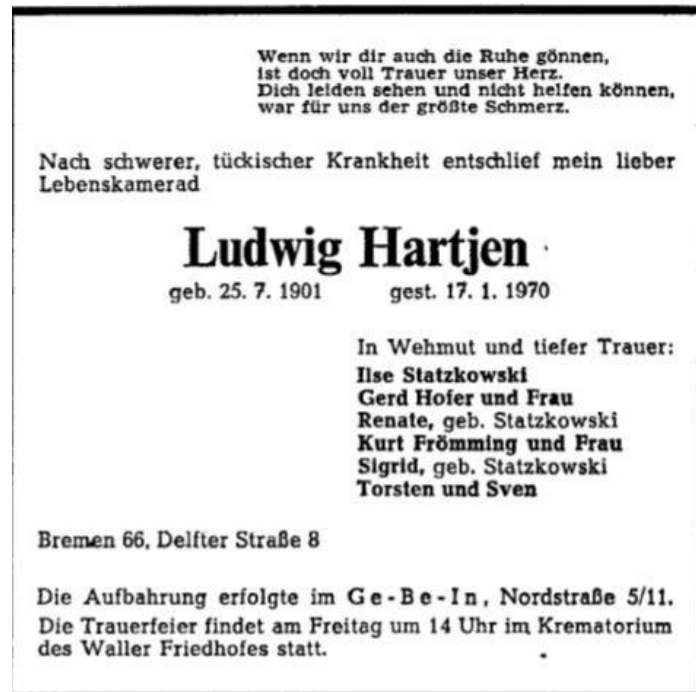 Wenn wir dir auch die Ruhe gönnen,
ist doch voll Trauer unser Herz.
Dich leiden sehen und nicht helfen können,
war für uns der größte Schmerz.
Nach schwerer, tückischer Krankheit entschlief mein lieber
Lebenskamerad
Ludwig Hartjen
geb. 25. 7. 1901 gest. 17. 1. 1970
In Wehmut und tiefer Trauer:
Ilse Statzkowski
Gerd Hofer und Frau
Renate, geb. Statzkowski
Kurt Frömming und Frau
Sigrid, geb. Statzkowski
Torsten und Sven
Bremen 66, Delfter Straße 8
Die Aufbahrung erfolgte im Ge-Be-In, Nordstraße 5/11.
Die Trauerfeier findet am Freitag um 14 Uhr im Krematorium
des Waller Friedhofes statt.